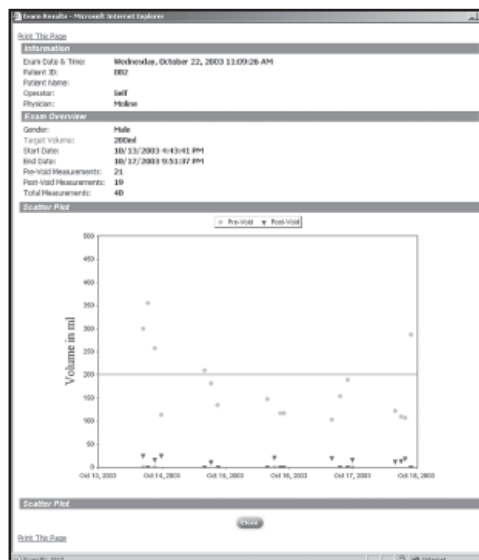 Exam Results - Microsoft Internet Explorer
Print This Page
Information
Exam Date & Time: Wednesday, October 22, 2003 11:09:26 AM
Patient ID: 002
Patient Name:
Operator: Self
Physician: Moline
Exam Overview
Gender: Male
Target Volume: 200ml
Start Date: 10/13/2003 4:43:41 PM
End Date: 10/17/2003 9:51:37 PM
Pre-Void Measurements: 21
Post-Void Measurements: 19
Total Measurements: 40
Scatter Plot
Pre-Void Post-Void
Volume in ml
500
450
400
350
300
250
200
150
100
50
0
Oct 13, 2003 Oct 14, 2003 Oct 15, 2003 Oct 16, 2003 Oct 17, 2003 Oct 18, 2003
Scatter Plot
Close
Print This Page
Internet